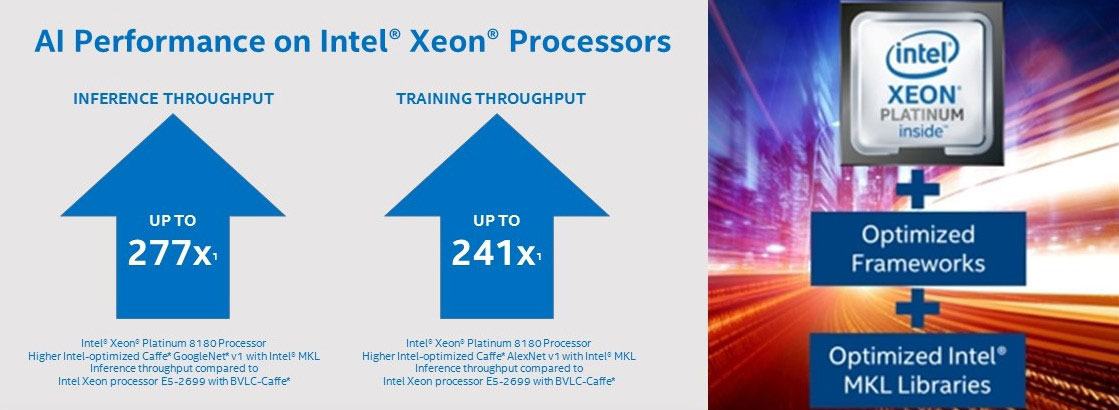 AI Performance on Intel® Xeon® Processors
INFERENCE THROUGHPUT
UP TO
277x¹
Intel® Xeon® Platinum 8180 Processor
Higher Intel-optimized Caffe* GoogleNet* v1 with Intel® MKL
Inference throughput compared to
Intel Xeon processor E5-2699 with BVLC-Caffe*
TRAINING THROUGHPUT
UP TO
241x¹
Intel® Xeon® Platinum 8180 Processor
Higher Intel-optimized Caffe* AlexNet v1 with Intel® MKL
Inference throughput compared to
Intel Xeon processor E5-2699 with BVLC-Caffe*
intel®
XEON®
PLATINUM
inside™
+
Optimized
Frameworks
+
Optimized Intel®
MKL Libraries